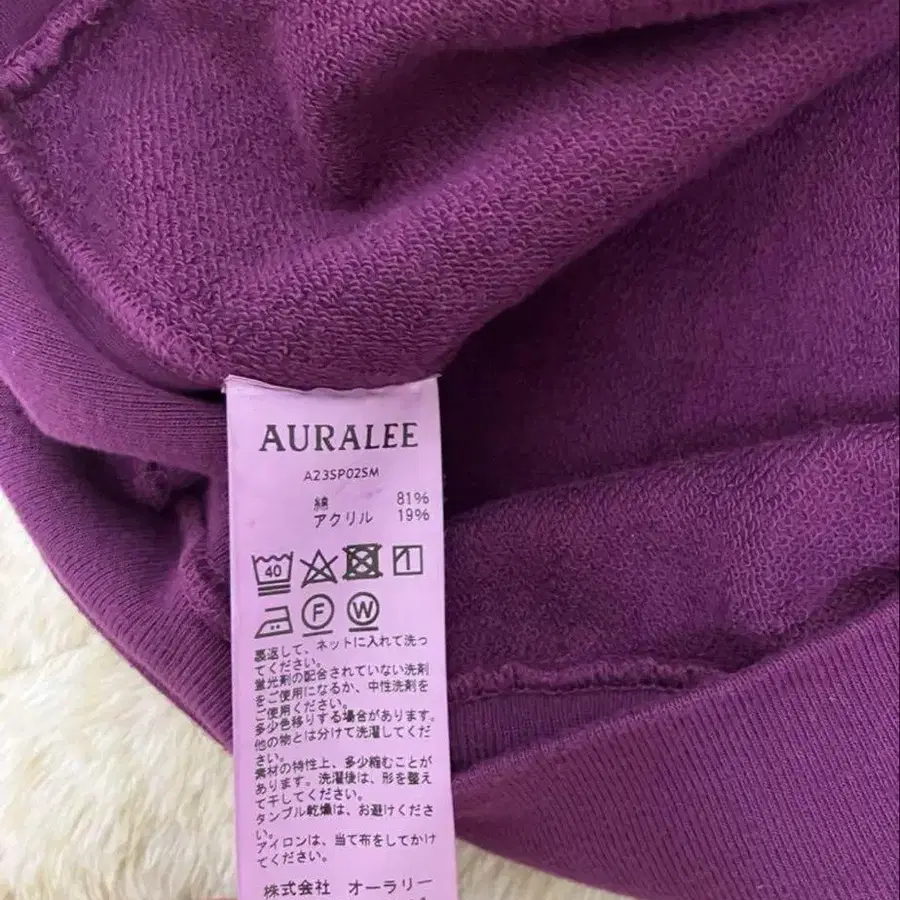 AURALEE
A23SP02SM
綿 81%
アクリル 19%
40
F W
裏返して、ネットに入れて洗っ
てください。
蛍光剤の配合されていない洗剤
をご使用になるか、中性洗剤を
ご使用ください。
多少色移りする場合があります。
他の物とは分けて洗濯してくだ
さい。
素材の特性上、多少縮むことが
あります。洗濯後は、形を整え
て干してください。
タンブル乾燥は、お避けくださ
い。
アイロンは、当て布をしてかけ
てください。
株式会社 オーラリー